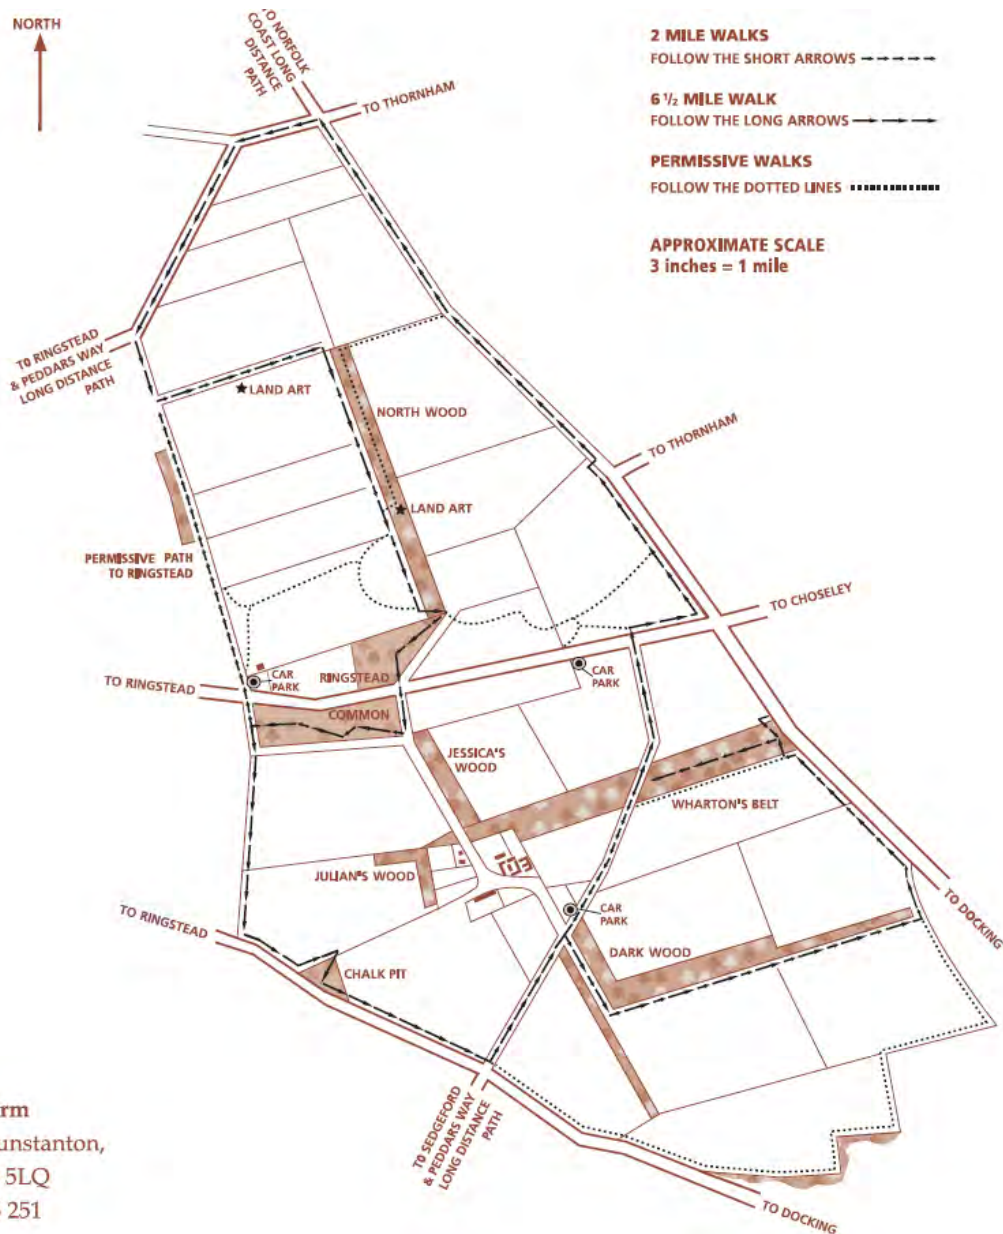 NORTH
TO NORFOLK
COAST LONG
DISTANCE
PATH
TO THORNHAM
2 MILE WALKS
FOLLOW THE SHORT ARROWS
6 ½ MILE WALK
FOLLOW THE LONG ARROWS
PERMISSIVE WALKS
FOLLOW THE DOTTED LINES
APPROXIMATE SCALE
3 inches = 1 mile
TO RINGSTEAD
& PEDDARS WAY
LONG DISTANCE
PATH
LAND ART
NORTH WOOD
TO THORNHAM
LAND ART
PERMISSIVE PATH
TO RINGSTEAD
TO CHOSELEY
TO RINGSTEAD
CAR
PARK
RINGSTEAD
COMMON
CAR
PARK
JESSICA'S
WOOD
WHARTON'S BELT
JULIAN'S WOOD
TO RINGSTEAD
CAR
PARK
TO DOCKING
DARK WOOD
CHALK PIT
TO SEDGEFORD
& PEDDARS WAY
LONG DISTANCE
PATH
TO DOCKING
rm
unstanton,
5LQ
251